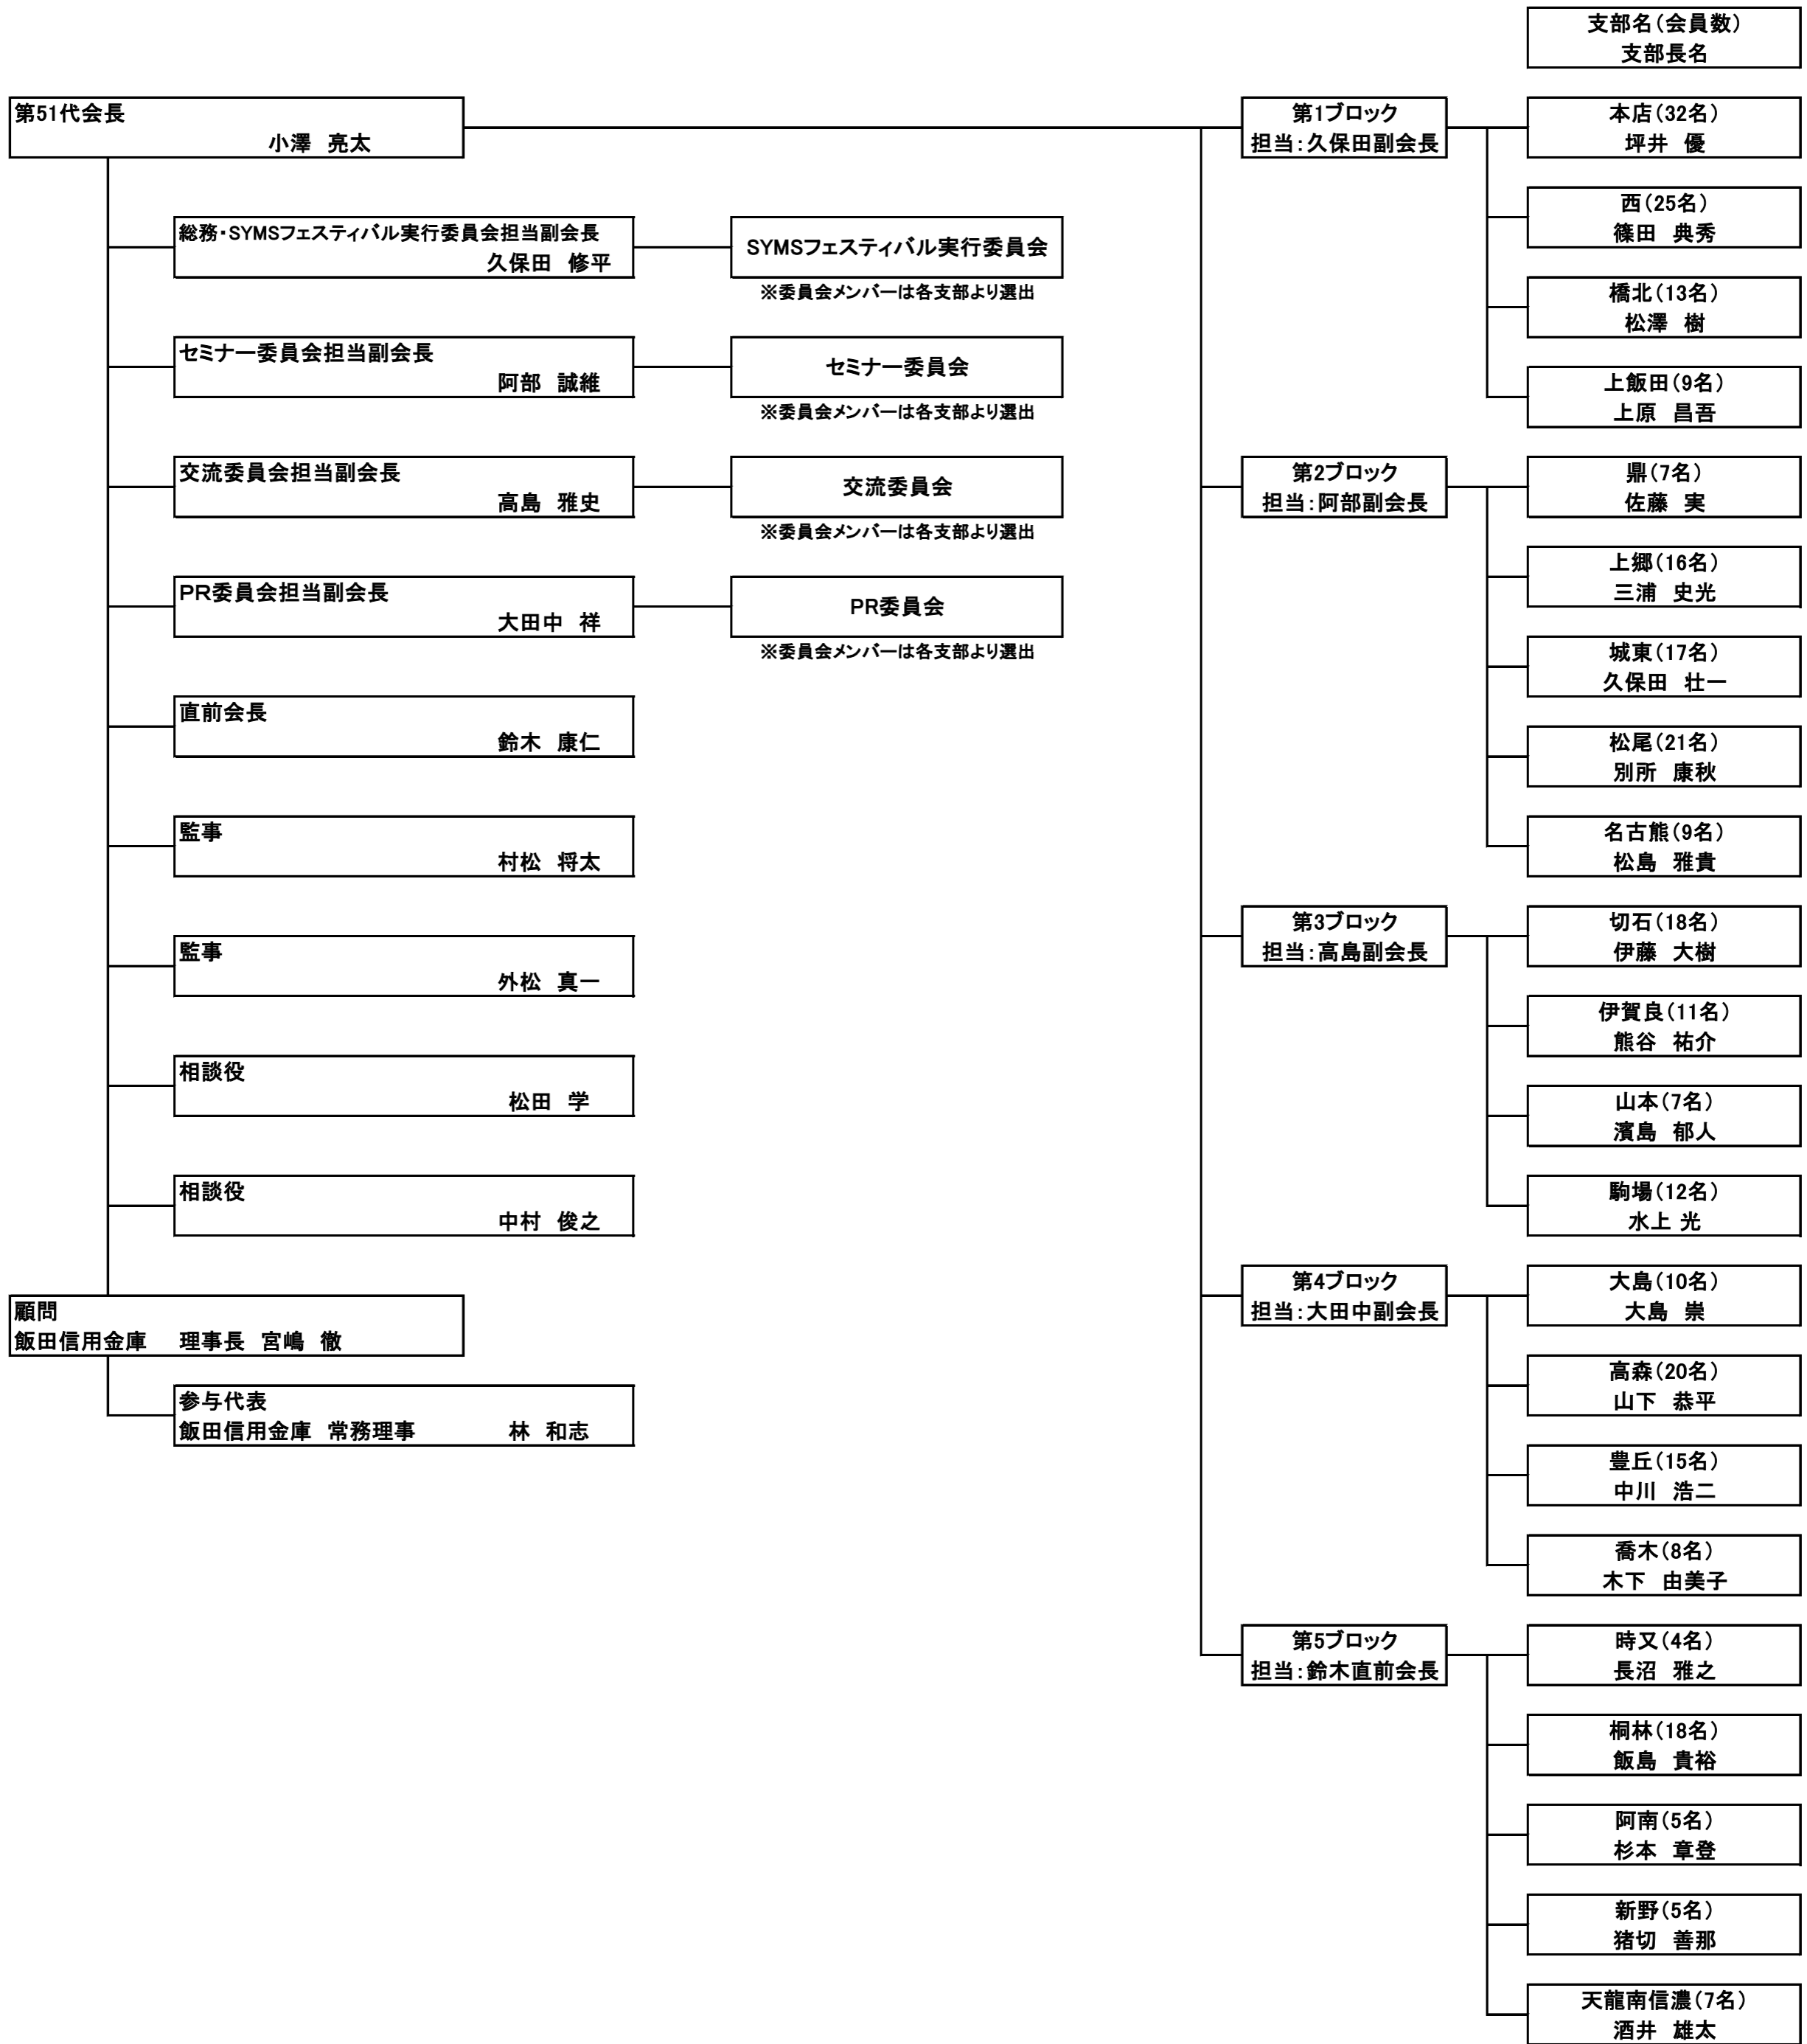 支部名(会員数)
支部長名
第51代会長
小澤 亮太
総務・SYMSフェスティバル実行委員会担当副会長
久保田 修平
SYMSフェスティバル実行委員会
※委員会メンバーは各支部より選出
セミナー委員会担当副会長
阿部 誠維
セミナー委員会
※委員会メンバーは各支部より選出
交流委員会担当副会長
高島 雅史
交流委員会
※委員会メンバーは各支部より選出
PR委員会担当副会長
大田中 祥
PR委員会
※委員会メンバーは各支部より選出
直前会長
鈴木 康仁
監事
村松 将太
監事
外松 真一
相談役
松田 学
相談役
中村 俊之
顧問
飯田信用金庫 理事長 宮嶋 徹
参与代表
飯田信用金庫 常務理事 林 和志
第1ブロック
担当:久保田副会長
本店(32名)
坪井 優
西(25名)
篠田 典秀
橋北(13名)
松澤 樹
上飯田(9名)
上原 昌吾
第2ブロック
担当:阿部副会長
鼎(7名)
佐藤 実
上郷(16名)
三浦 史光
城東(17名)
久保田 壮一
松尾(21名)
別所 康秋
名古熊(9名)
松島 雅貴
第3ブロック
担当:高島副会長
切石(18名)
伊藤 大樹
伊賀良(11名)
熊谷 祐介
山本(7名)
濱島 郁人
駒場(12名)
水上 光
第4ブロック
担当:大田中副会長
大島(10名)
大島 崇
高森(20名)
山下 恭平
豊丘(15名)
中川 浩二
喬木(8名)
木下 由美子
第5ブロック
担当:鈴木直前会長
時又(4名)
長沼 雅之
桐林(18名)
飯島 貴裕
阿南(5名)
杉本 章登
新野(5名)
猪切 善那
天龍南信濃(7名)
酒井 雄太